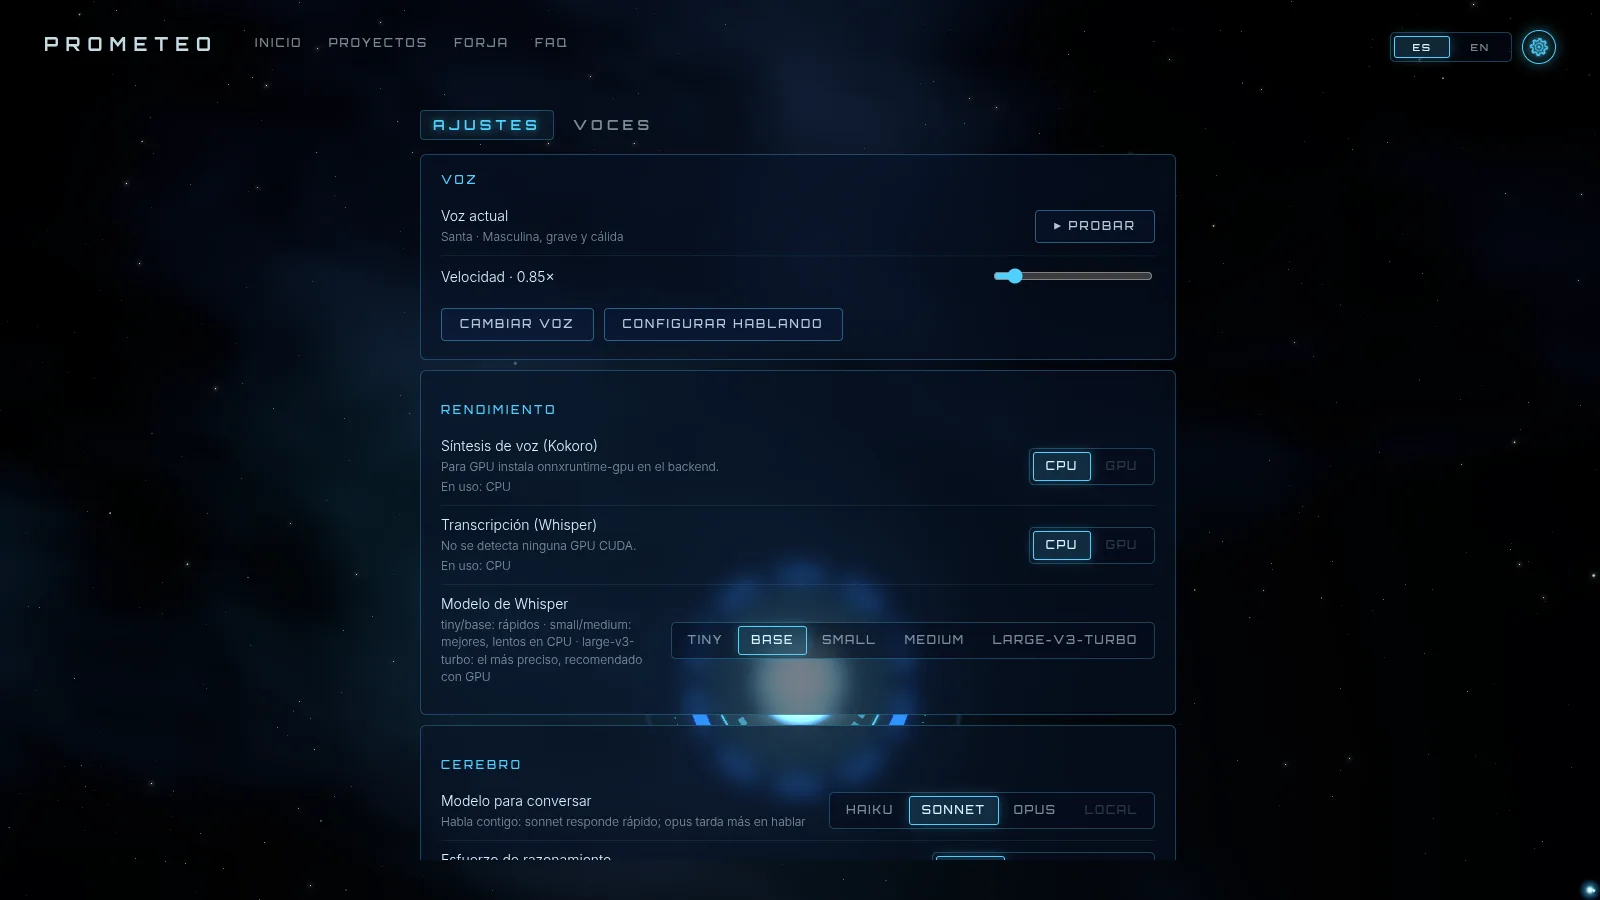 PROMETEO
INICIO PROYECTOS FORJA FAQ
ES EN
AJUSTES VOCES
VOZ
Voz actual
Santa · Masculina, grave y cálida
▶ PROBAR
Velocidad · 0.85×
CAMBIAR VOZ CONFIGURAR HABLANDO
RENDIMIENTO
Síntesis de voz (Kokoro)
Para GPU instala onnxruntime-gpu en el backend.
En uso: CPU
CPU GPU
Transcripción (Whisper)
No se detecta ninguna GPU CUDA.
En uso: CPU
CPU GPU
Modelo de Whisper
tiny/base: rápidos · small/medium:
mejores, lentos en CPU · large-v3-
turbo: el más preciso, recomendado
con GPU
TINY BASE SMALL MEDIUM LARGE-V3-TURBO
CEREBRO
Modelo para conversar
Habla contigo: sonnet responde rápido; opus tarda más en hablar
HAIKU SONNET OPUS LOCAL
Esfuerzo de razonamiento